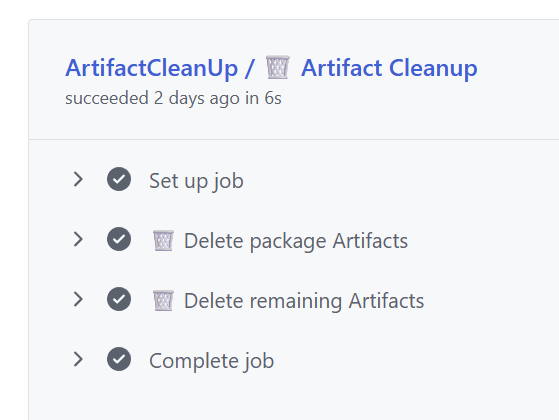 ArtifactCleanUp / 🗑️ Artifact Cleanup
succeeded 2 days ago in 6s
Set up job
🗑️ Delete package Artifacts
🗑️ Delete remaining Artifacts
Complete job